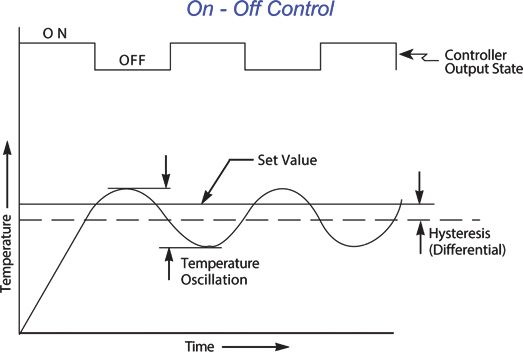 On - Off Control
O N
OFF
Controller
Output State
Set Value
Temperature
Hysteresis
(Differential)
Temperature
Oscillation
Time